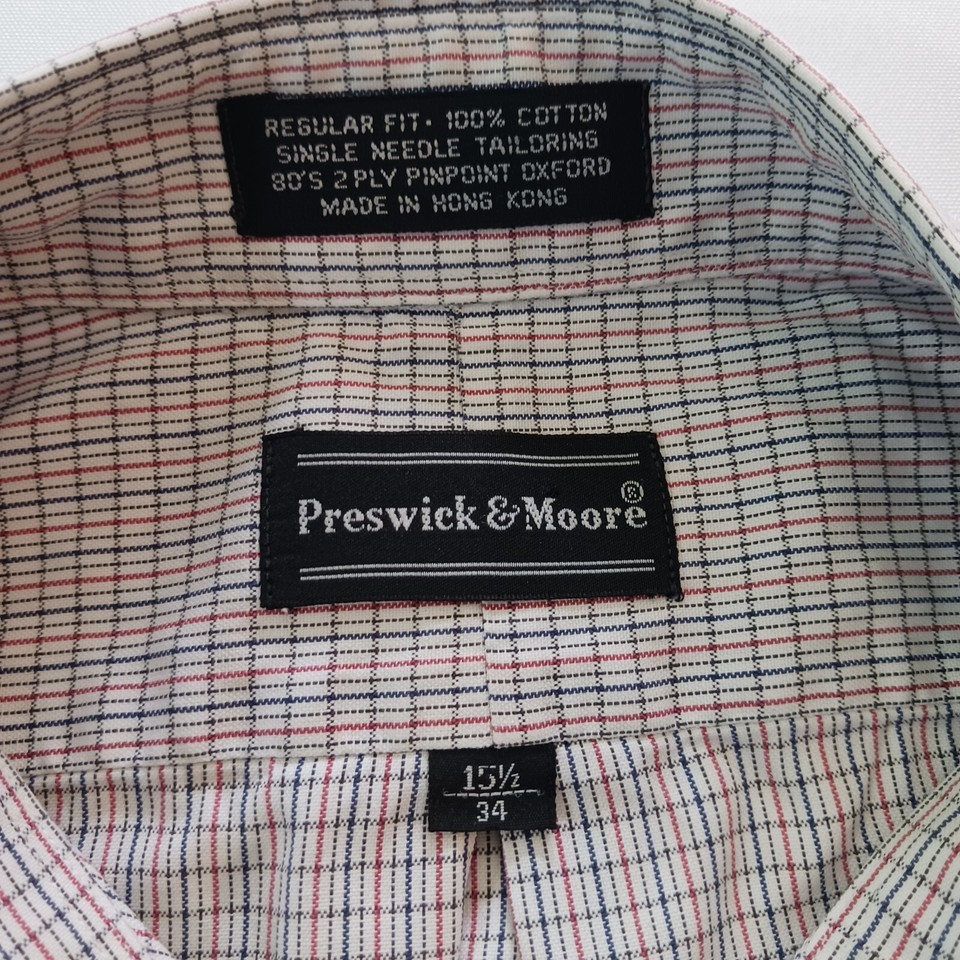 REGULAR FIT• 100% COTTON
SINGLE NEEDLE TAILORING
80'S 2 PLY PINPOINT OXFORD
MADE IN HONG KONG
Preswick & Moore®
15½
34